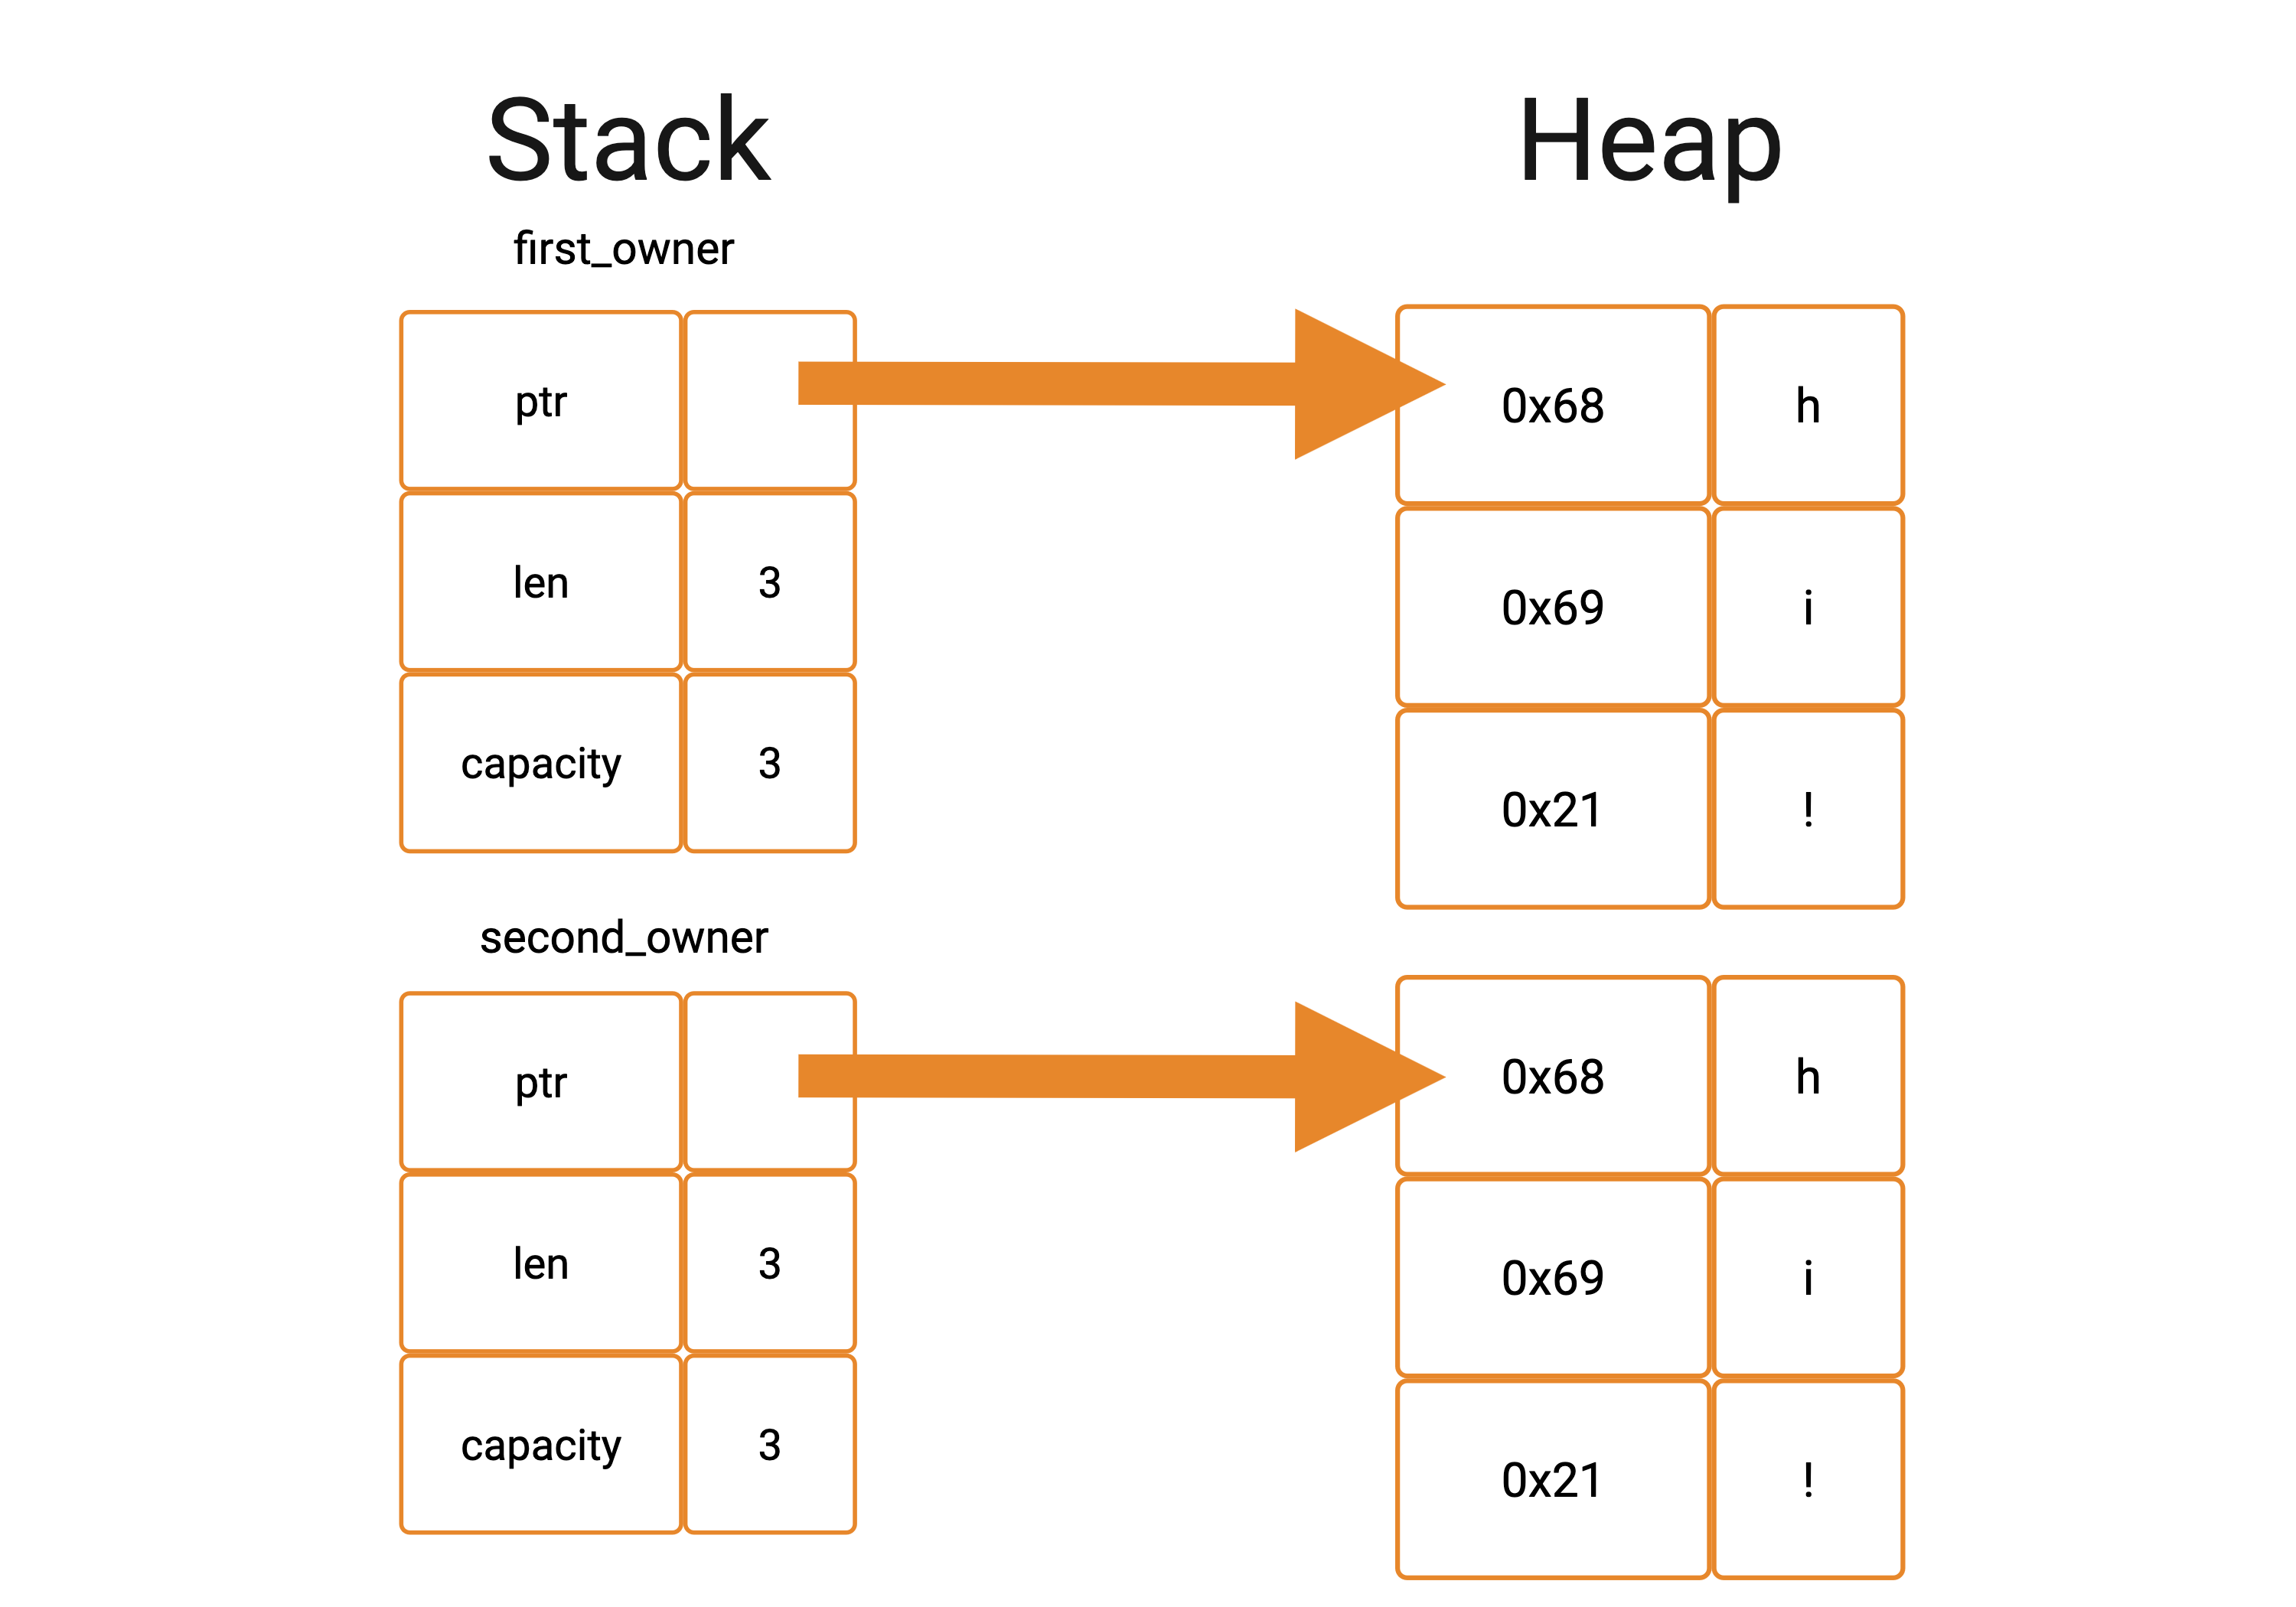 Stack
Heap
first_owner
ptr
0x68 h
len 3
0x69 i
capacity 3
0x21 !
second_owner
ptr
0x68 h
len 3
0x69 i
capacity 3
0x21 !